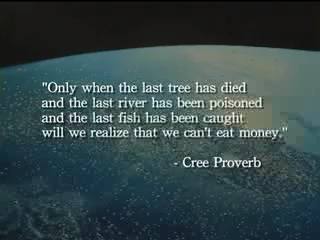 "Only when the last tree has died
and the last river has been poisoned
and the last fish has been caught
will we realize that we can't eat money."
- Cree Proverb